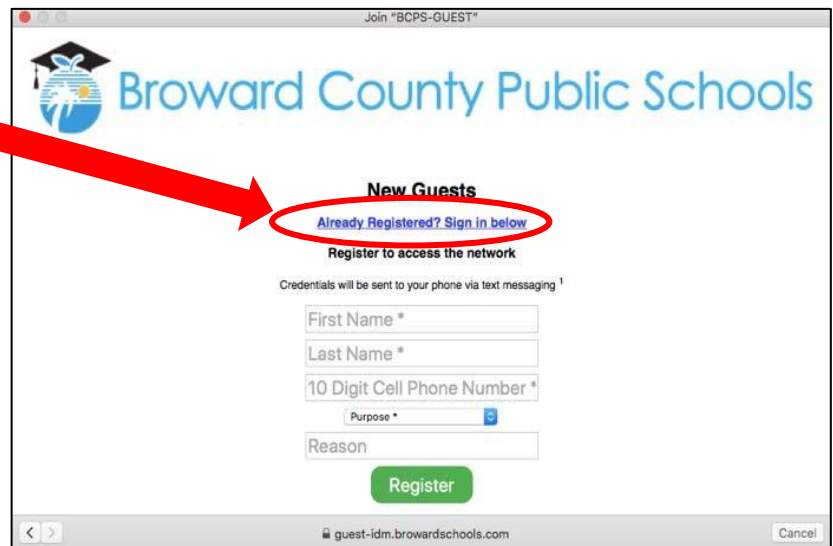 Join "BCPS-GUEST"
Broward County Public Schools
New Guests
Already Registered? Sign in below
Register to access the network
Credentials will be sent to your phone via text messaging 1
First Name *
Last Name *
10 Digit Cell Phone Number *
Purpose *
Reason
Register
guest-idm.browardschools.com
Cancel